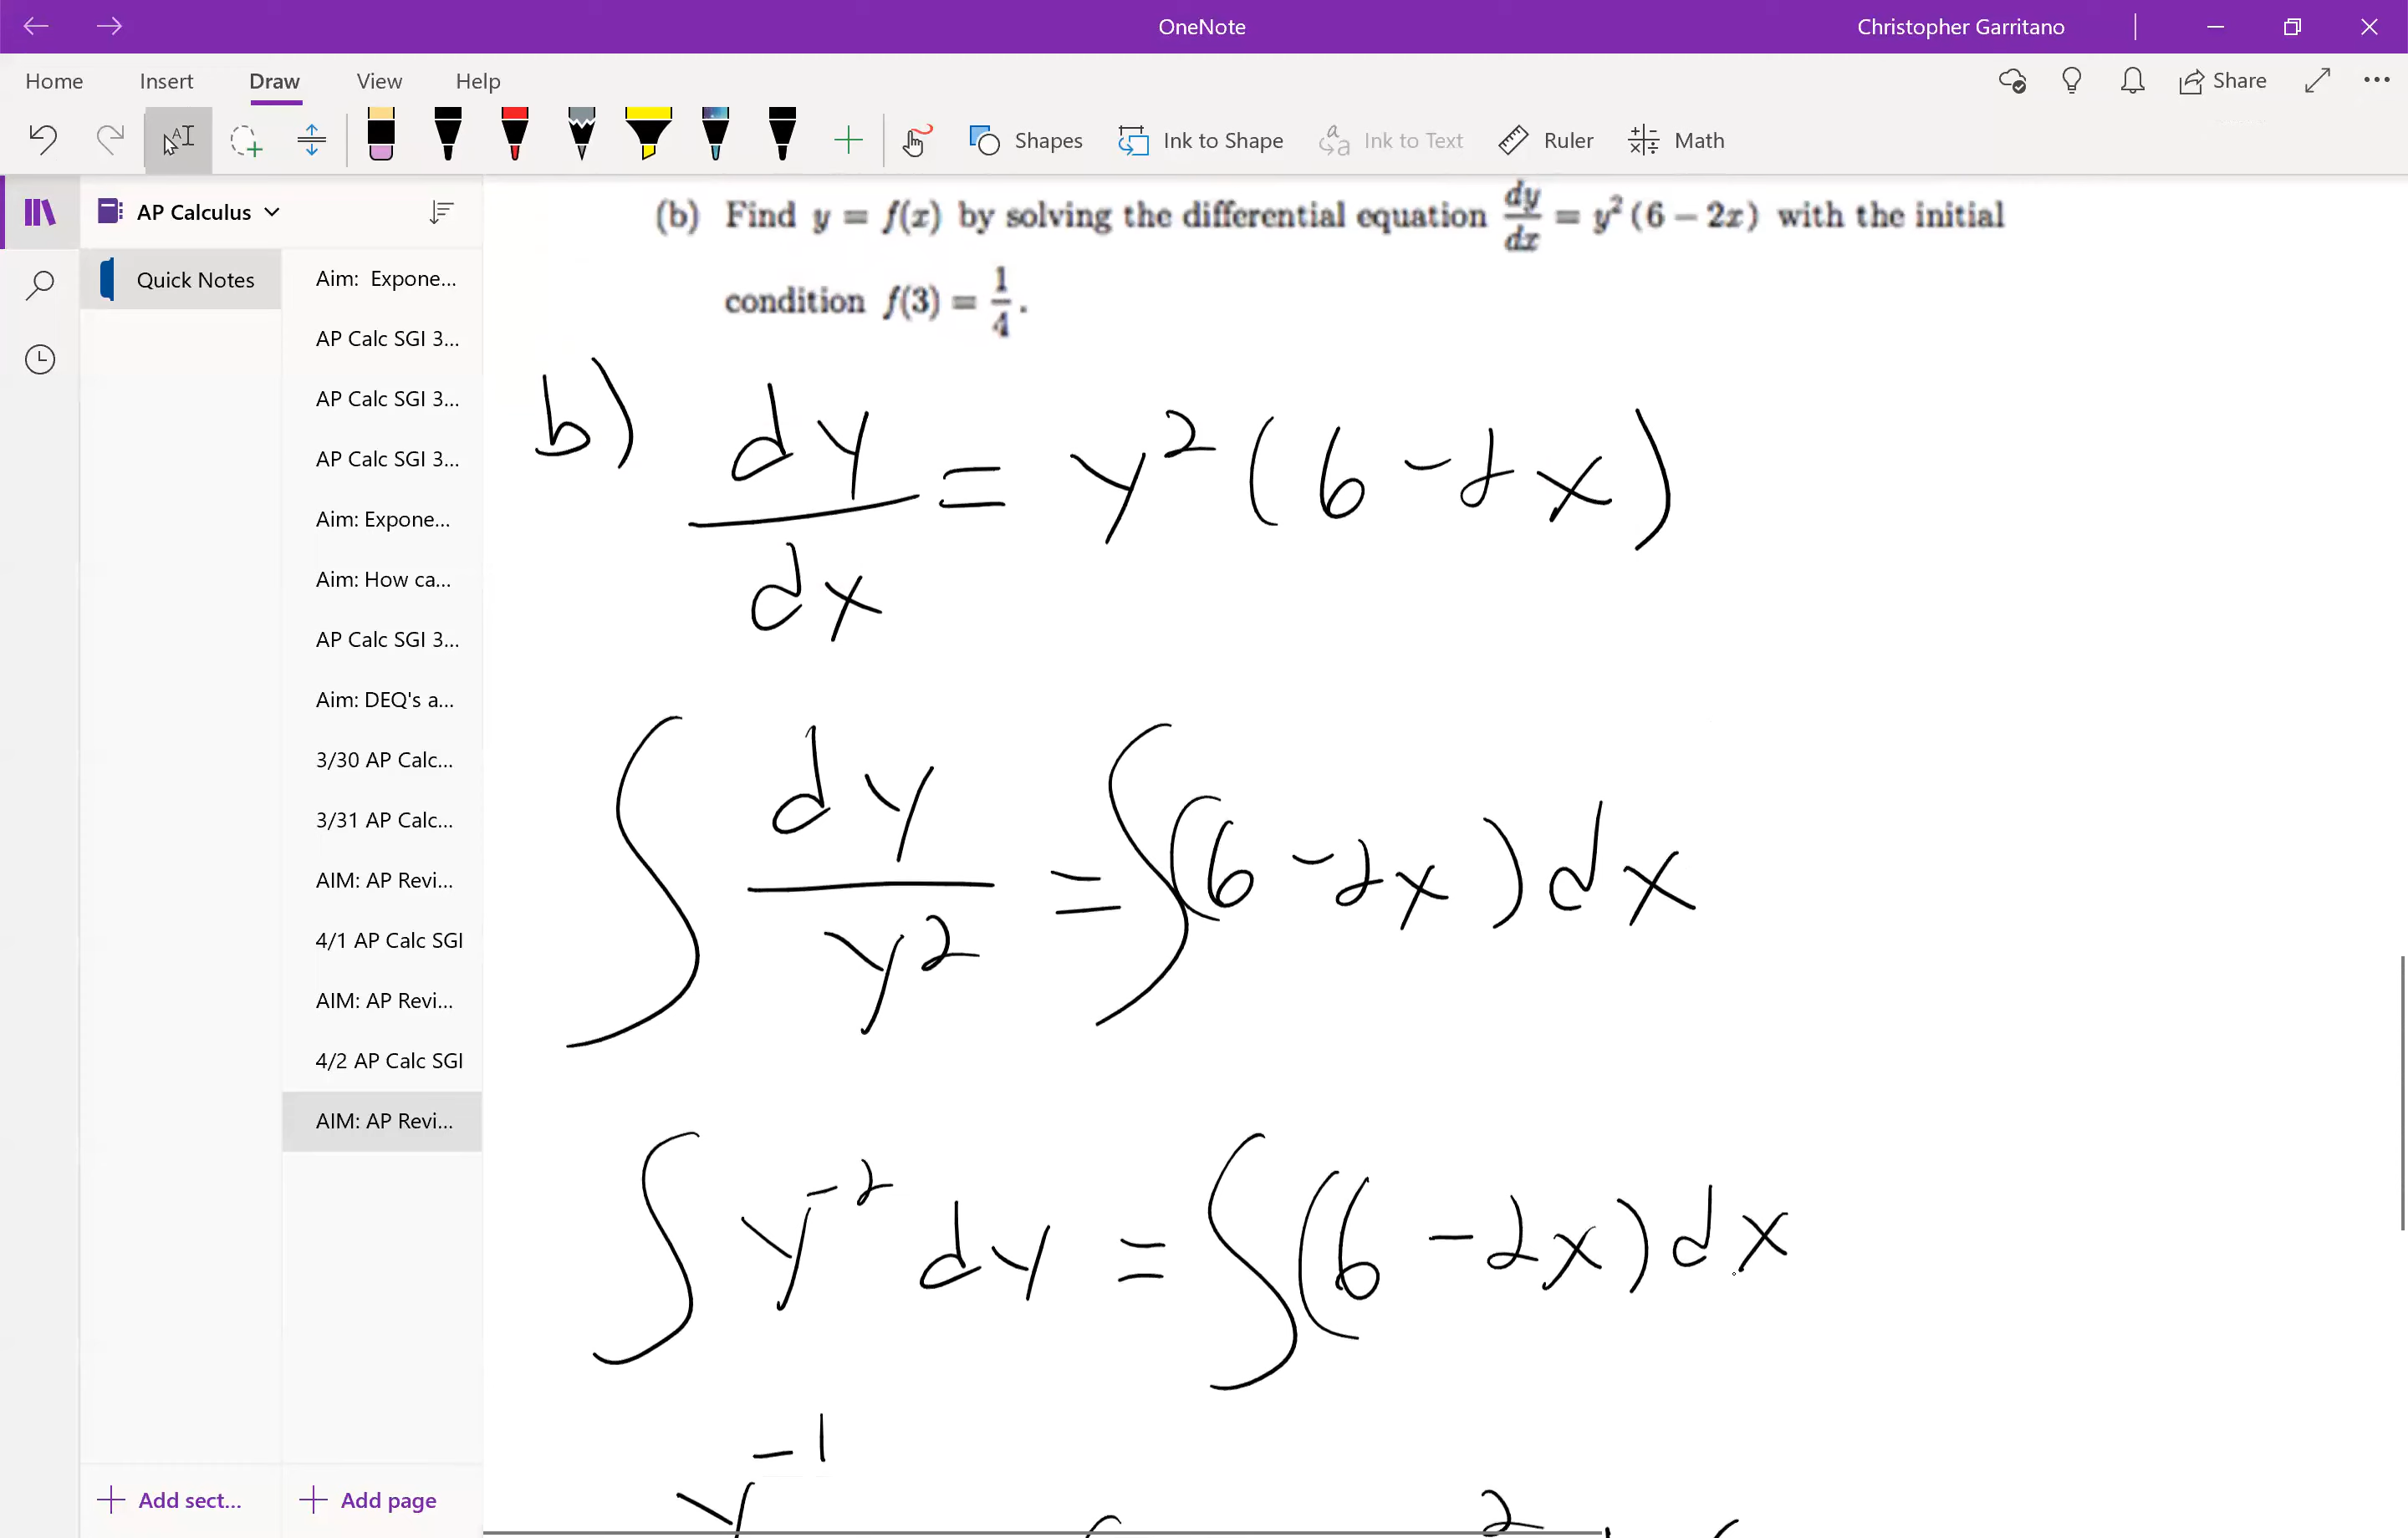 OneNote
Christopher Garritano
Home Insert Draw View Help
Share
Shapes Ink to Shape Ink to Text Ruler Math
AP Calculus
Quick Notes
Aim: Expone...
AP Calc SGI 3...
AP Calc SGI 3...
AP Calc SGI 3...
Aim: Expone...
Aim: How ca...
AP Calc SGI 3...
Aim: DEQ's a...
3/30 AP Calc...
3/31 AP Calc...
AIM: AP Revi...
4/1 AP Calc SGI
AIM: AP Revi...
4/2 AP Calc SGI
AIM: AP Revi...
Add sect...
Add page
(b) Find y = f(x) by solving the differential equation dy/dx = y² (6 − 2x) with the initial
condition f(3) = 1/4.
b) dy/dx = y² (6 - 2x)
∫ dy/y² = ∫(6 - 2x) dx
∫ y⁻² dy = ∫(6 - 2x) dx
y⁻¹